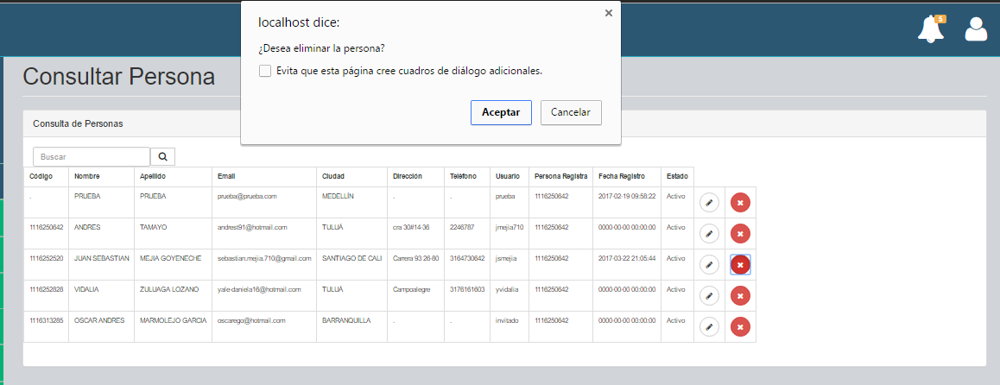 localhost dice:
¿Desea eliminar la persona?
Evita que esta página cree cuadros de diálogo adicionales.
Aceptar Cancelar
5
Consultar Persona
Consulta de Personas
Buscar
Código Nombre Apellido Email Ciudad Dirección Teléfono Usuario Persona Registra Fecha Registro Estado
. PRUEBA PRUEBA prueba@prueba.com MEDELLÍN . . prueba 1116250642 2017-02-19 09:58:22 Activo
1116250642 ANDRES TAMAYO andrest91@hotmail.com TULUÁ cra 30#14-36 2246787 jmejia710 1116250642 0000-00-00 00:00:00 Activo
1116252520 JUAN SEBASTIAN MEJIA GOYENECHE sebastian.mejia.710@gmail.com SANTIAGO DE CALI Carrera 93 26-80 3164730642 jsmejia 1116250642 2017-03-22 21:05:44 Activo
1116252828 VIDALIA ZULUAGA LOZANO yale-daniela16@hotmail.com TULUÁ Campoalegre 3176161603 yvidalia 1116250642 0000-00-00 00:00:00 Activo
1116313285 OSCAR ANDRES MARMOLEJO GARCIA oscarego@hotmail.com BARRANQUILLA . . invitado 1116250642 0000-00-00 00:00:00 Activo